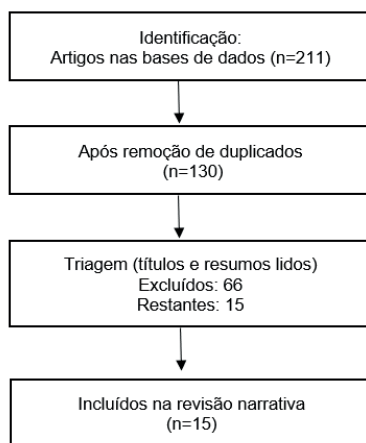 Identificação:
Artigos nas bases de dados (n=211)
Após remoção de duplicados
(n=130)
Triagem (títulos e resumos lidos)
Excluídos: 66
Restantes: 15
Incluídos na revisão narrativa
(n=15)